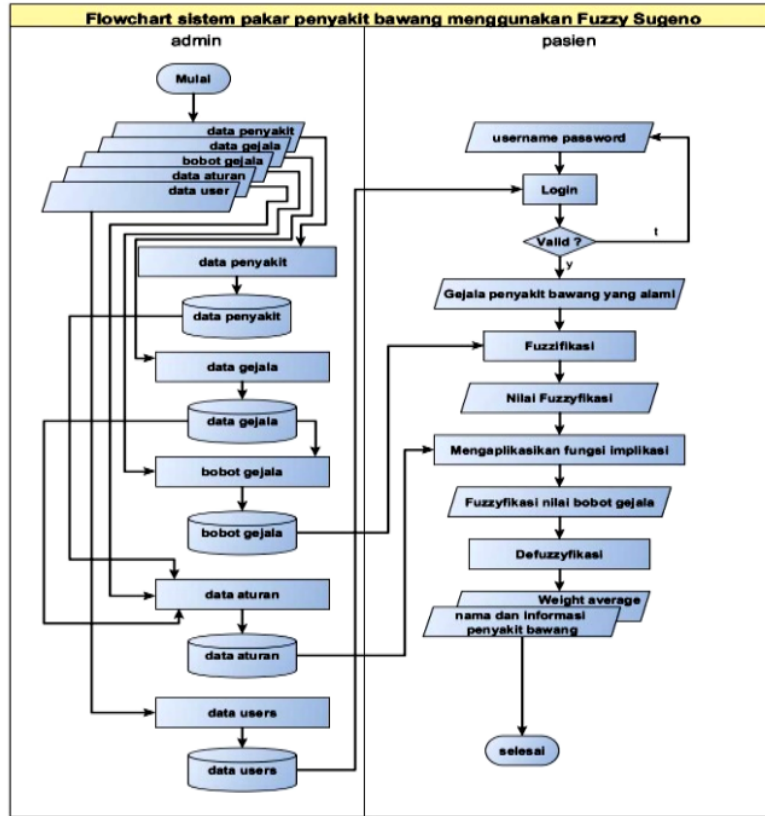 Flowchart sistem pakar penyakit bawang menggunakan Fuzzy Sugeno
admin
Mulai
data penyakit
data gejala
bobot gejala
data aturan
data user
data penyakit
data penyakit
data gejala
data gejala
bobot gejala
bobot gejala
data aturan
data aturan
data users
data users
pasien
username password
Login
Valid ?
t
y
Gejala penyakit bawang yang alami
Fuzzifikasi
Nilai Fuzzyfikasi
Mengaplikasikan fungsi implikasi
Fuzzyfikasi nilai bobot gejala
Defuzzyfikasi
Weight average
nama dan informasi
penyakit bawang
selesai